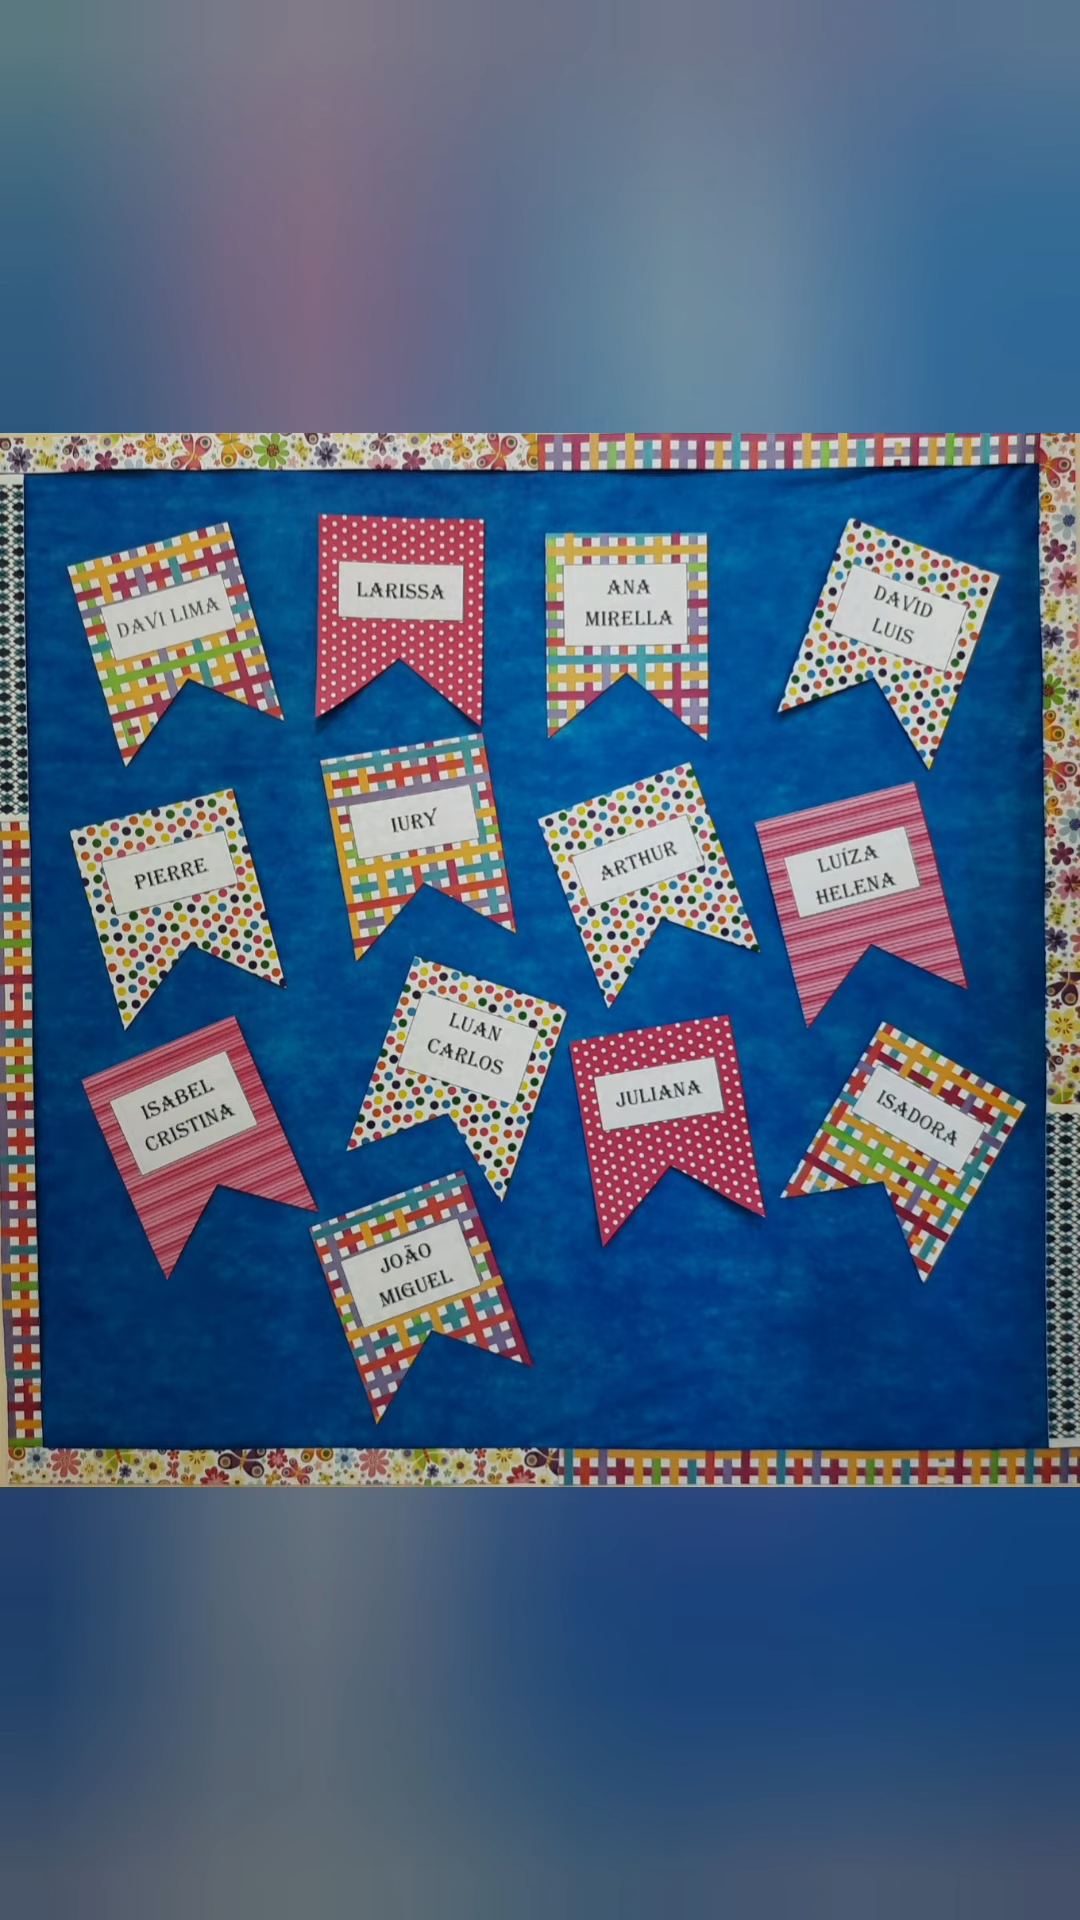 DAVI LIMA
LARISSA
ANA
MIRELLA
DAVID
LUIS
PIERRE
IURY
ARTHUR
LUÍZA
HELENA
ISABEL
CRISTINA
LUAN
CARLOS
JULIANA
ISADORA
JOÃO
MIGUEL